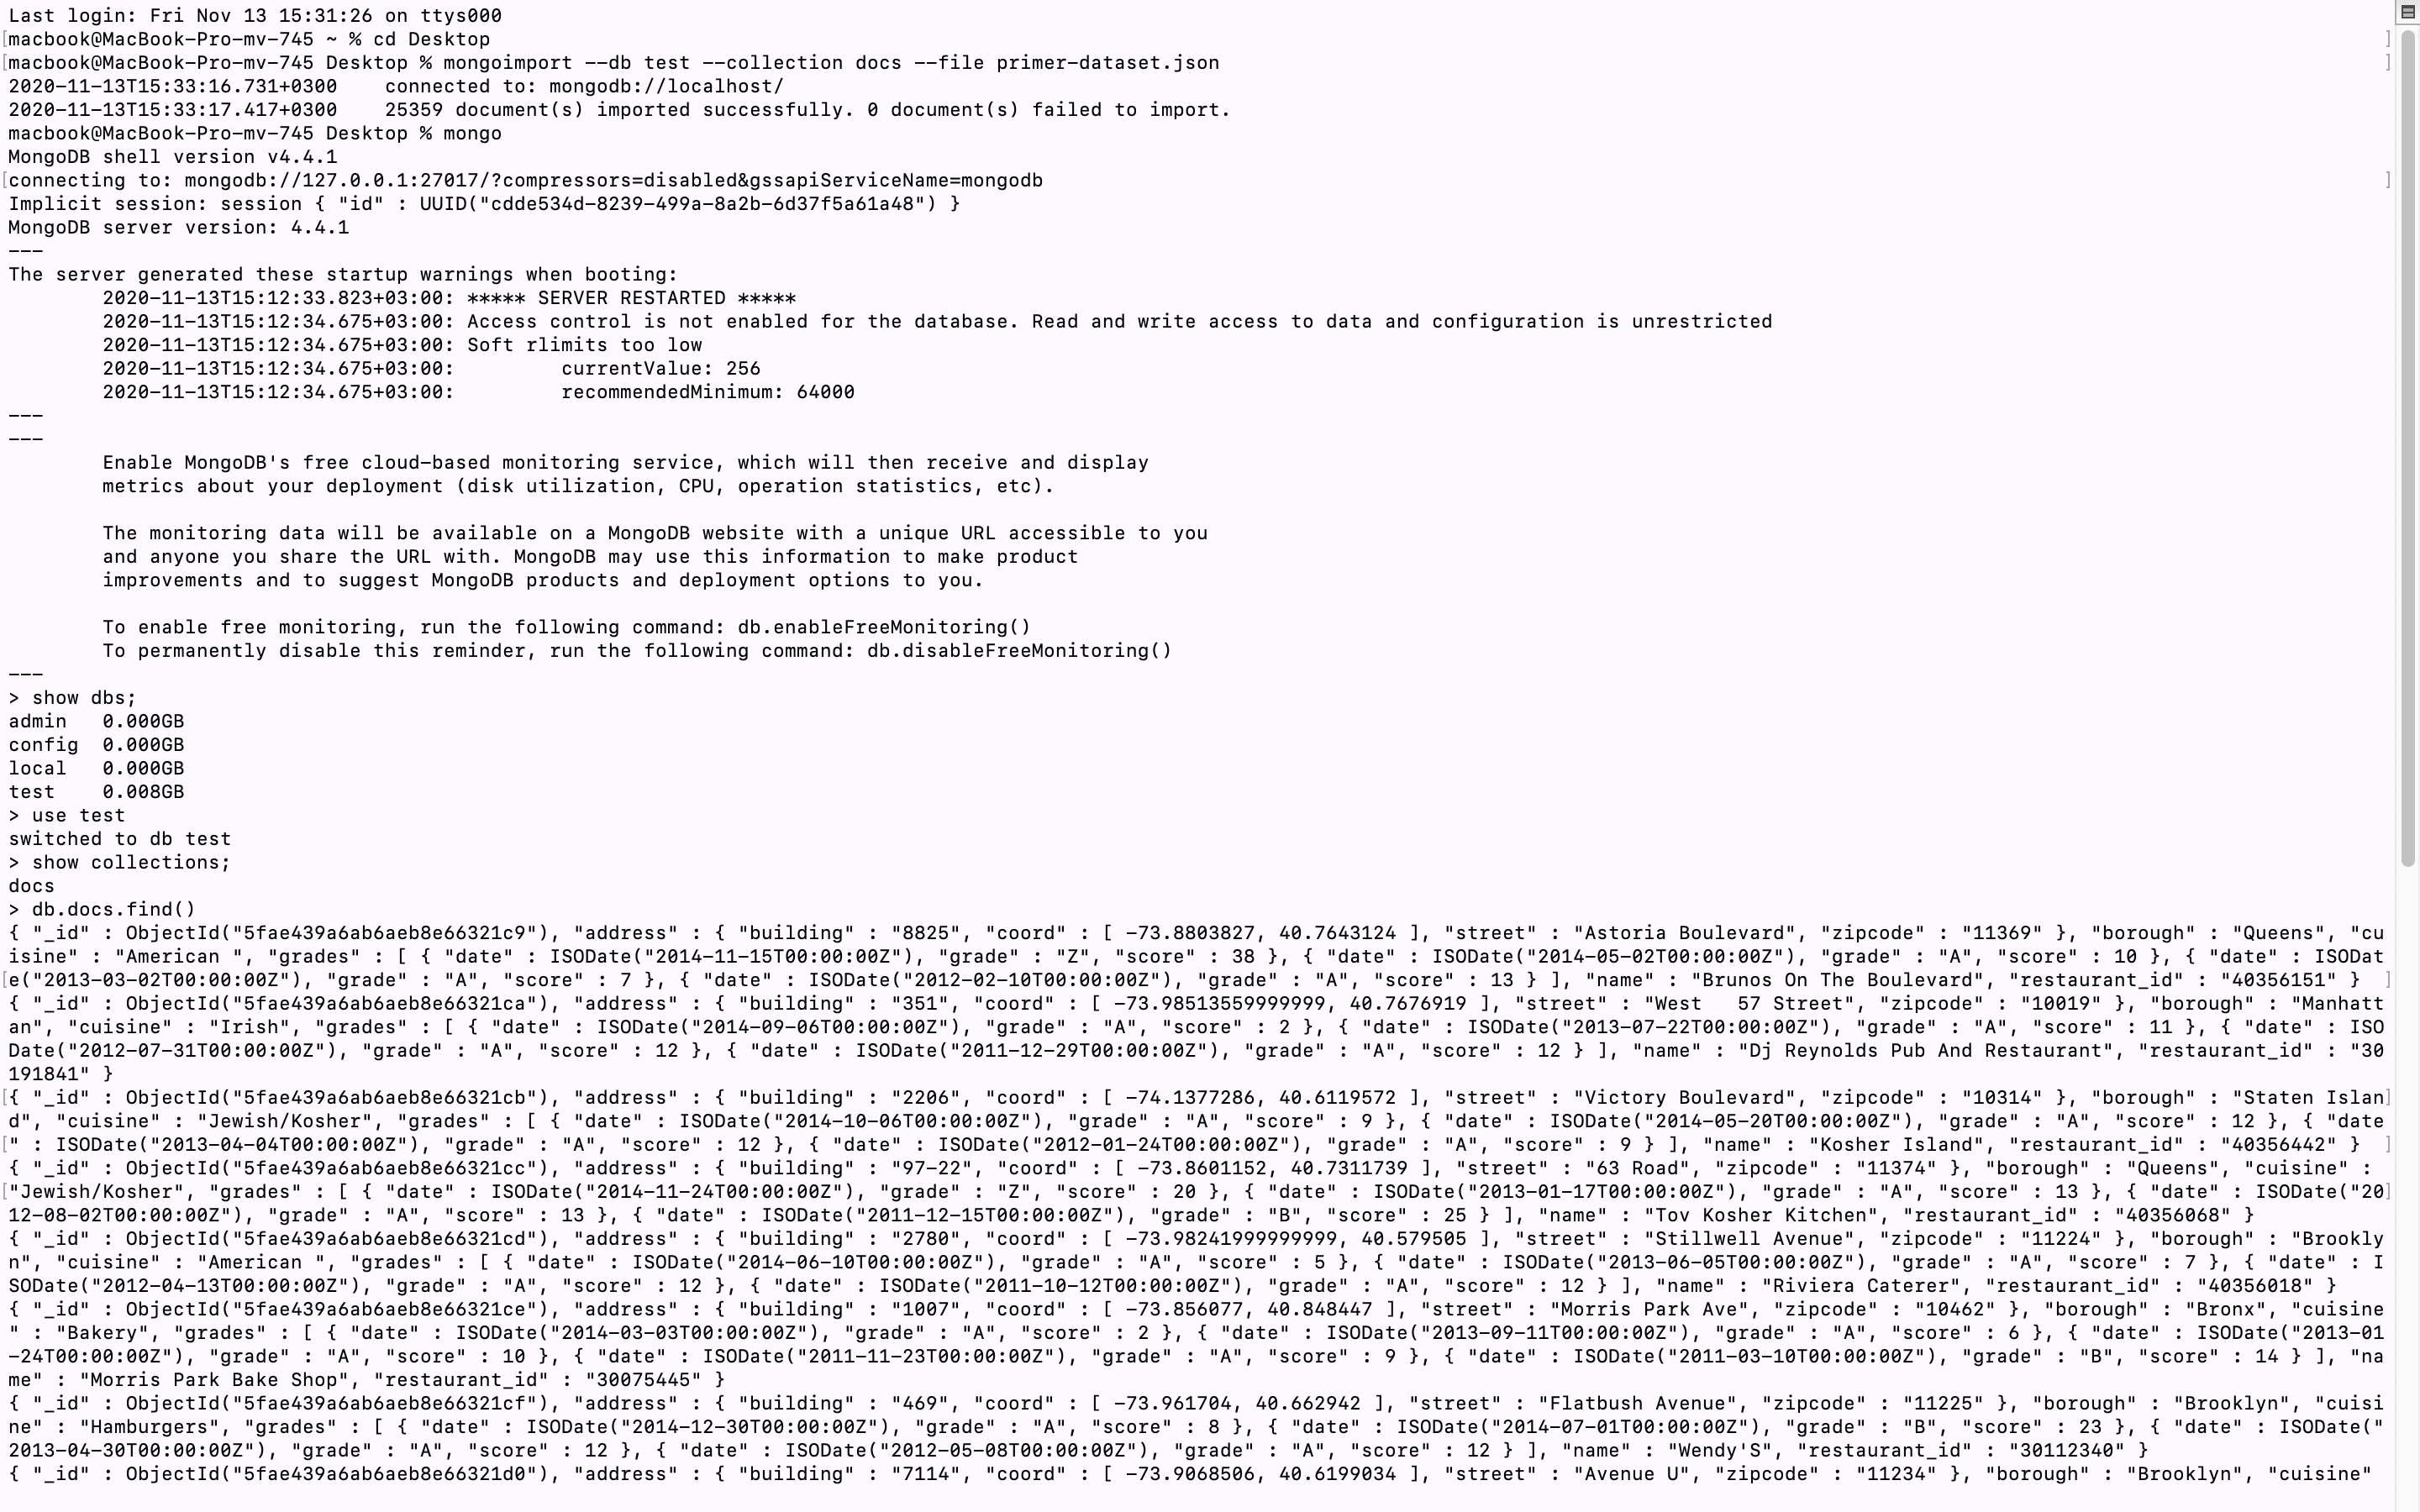 Last login: Fri Nov 13 15:31:26 on ttys000
[macbook@MacBook-Pro-mv-745 ~ % cd Desktop ]
[macbook@MacBook-Pro-mv-745 Desktop % mongoimport --db test --collection docs --file primer-dataset.json ]
2020-11-13T15:33:16.731+0300    connected to: mongodb://localhost/
2020-11-13T15:33:17.417+0300    25359 document(s) imported successfully. 0 document(s) failed to import.
macbook@MacBook-Pro-mv-745 Desktop % mongo
MongoDB shell version v4.4.1
[connecting to: mongodb://127.0.0.1:27017/?compressors=disabled&gssapiServiceName=mongodb ]
Implicit session: session { "id" : UUID("cdde534d-8239-499a-8a2b-6d37f5a61a48") }
MongoDB server version: 4.4.1
---
The server generated these startup warnings when booting:
        2020-11-13T15:12:33.823+03:00: ***** SERVER RESTARTED *****
        2020-11-13T15:12:34.675+03:00: Access control is not enabled for the database. Read and write access to data and configuration is unrestricted
        2020-11-13T15:12:34.675+03:00: Soft rlimits too low
        2020-11-13T15:12:34.675+03:00:         currentValue: 256
        2020-11-13T15:12:34.675+03:00:         recommendedMinimum: 64000
---
---
        Enable MongoDB's free cloud-based monitoring service, which will then receive and display
        metrics about your deployment (disk utilization, CPU, operation statistics, etc).

        The monitoring data will be available on a MongoDB website with a unique URL accessible to you
        and anyone you share the URL with. MongoDB may use this information to make product
        improvements and to suggest MongoDB products and deployment options to you.

        To enable free monitoring, run the following command: db.enableFreeMonitoring()
        To permanently disable this reminder, run the following command: db.disableFreeMonitoring()
---
> show dbs;
admin   0.000GB
config  0.000GB
local   0.000GB
test    0.008GB
> use test
switched to db test
> show collections;
docs
> db.docs.find()
{ "_id" : ObjectId("5fae439a6ab6aeb8e66321c9"), "address" : { "building" : "8825", "coord" : [ -73.8803827, 40.7643124 ], "street" : "Astoria Boulevard", "zipcode" : "11369" }, "borough" : "Queens", "cu
isine" : "American ", "grades" : [ { "date" : ISODate("2014-11-15T00:00:00Z"), "grade" : "Z", "score" : 38 }, { "date" : ISODate("2014-05-02T00:00:00Z"), "grade" : "A", "score" : 10 }, { "date" : ISODat
[e("2013-03-02T00:00:00Z"), "grade" : "A", "score" : 7 }, { "date" : ISODate("2012-02-10T00:00:00Z"), "grade" : "A", "score" : 13 } ], "name" : "Brunos On The Boulevard", "restaurant_id" : "40356151" } ]
{ "_id" : ObjectId("5fae439a6ab6aeb8e66321ca"), "address" : { "building" : "351", "coord" : [ -73.98513559999999, 40.7676919 ], "street" : "West   57 Street", "zipcode" : "10019" }, "borough" : "Manhatt
an", "cuisine" : "Irish", "grades" : [ { "date" : ISODate("2014-09-06T00:00:00Z"), "grade" : "A", "score" : 2 }, { "date" : ISODate("2013-07-22T00:00:00Z"), "grade" : "A", "score" : 11 }, { "date" : ISO
Date("2012-07-31T00:00:00Z"), "grade" : "A", "score" : 12 }, { "date" : ISODate("2011-12-29T00:00:00Z"), "grade" : "A", "score" : 12 } ], "name" : "Dj Reynolds Pub And Restaurant", "restaurant_id" : "30
191841" }
[{ "_id" : ObjectId("5fae439a6ab6aeb8e66321cb"), "address" : { "building" : "2206", "coord" : [ -74.1377286, 40.6119572 ], "street" : "Victory Boulevard", "zipcode" : "10314" }, "borough" : "Staten Islan]
d", "cuisine" : "Jewish/Kosher", "grades" : [ { "date" : ISODate("2014-10-06T00:00:00Z"), "grade" : "A", "score" : 9 }, { "date" : ISODate("2014-05-20T00:00:00Z"), "grade" : "A", "score" : 12 }, { "date
[" : ISODate("2013-04-04T00:00:00Z"), "grade" : "A", "score" : 12 }, { "date" : ISODate("2012-01-24T00:00:00Z"), "grade" : "A", "score" : 9 } ], "name" : "Kosher Island", "restaurant_id" : "40356442" } ]
{ "_id" : ObjectId("5fae439a6ab6aeb8e66321cc"), "address" : { "building" : "97-22", "coord" : [ -73.8601152, 40.7311739 ], "street" : "63 Road", "zipcode" : "11374" }, "borough" : "Queens", "cuisine" :
["Jewish/Kosher", "grades" : [ { "date" : ISODate("2014-11-24T00:00:00Z"), "grade" : "Z", "score" : 20 }, { "date" : ISODate("2013-01-17T00:00:00Z"), "grade" : "A", "score" : 13 }, { "date" : ISODate("20]
12-08-02T00:00:00Z"), "grade" : "A", "score" : 13 }, { "date" : ISODate("2011-12-15T00:00:00Z"), "grade" : "B", "score" : 25 } ], "name" : "Tov Kosher Kitchen", "restaurant_id" : "40356068" }
{ "_id" : ObjectId("5fae439a6ab6aeb8e66321cd"), "address" : { "building" : "2780", "coord" : [ -73.98241999999999, 40.579505 ], "street" : "Stillwell Avenue", "zipcode" : "11224" }, "borough" : "Brookly
n", "cuisine" : "American ", "grades" : [ { "date" : ISODate("2014-06-10T00:00:00Z"), "grade" : "A", "score" : 5 }, { "date" : ISODate("2013-06-05T00:00:00Z"), "grade" : "A", "score" : 7 }, { "date" : I
SODate("2012-04-13T00:00:00Z"), "grade" : "A", "score" : 12 }, { "date" : ISODate("2011-10-12T00:00:00Z"), "grade" : "A", "score" : 12 } ], "name" : "Riviera Caterer", "restaurant_id" : "40356018" }
{ "_id" : ObjectId("5fae439a6ab6aeb8e66321ce"), "address" : { "building" : "1007", "coord" : [ -73.856077, 40.848447 ], "street" : "Morris Park Ave", "zipcode" : "10462" }, "borough" : "Bronx", "cuisine
" : "Bakery", "grades" : [ { "date" : ISODate("2014-03-03T00:00:00Z"), "grade" : "A", "score" : 2 }, { "date" : ISODate("2013-09-11T00:00:00Z"), "grade" : "A", "score" : 6 }, { "date" : ISODate("2013-01
-24T00:00:00Z"), "grade" : "A", "score" : 10 }, { "date" : ISODate("2011-11-23T00:00:00Z"), "grade" : "A", "score" : 9 }, { "date" : ISODate("2011-03-10T00:00:00Z"), "grade" : "B", "score" : 14 } ], "na
me" : "Morris Park Bake Shop", "restaurant_id" : "30075445" }
{ "_id" : ObjectId("5fae439a6ab6aeb8e66321cf"), "address" : { "building" : "469", "coord" : [ -73.961704, 40.662942 ], "street" : "Flatbush Avenue", "zipcode" : "11225" }, "borough" : "Brooklyn", "cuisi
ne" : "Hamburgers", "grades" : [ { "date" : ISODate("2014-12-30T00:00:00Z"), "grade" : "A", "score" : 8 }, { "date" : ISODate("2014-07-01T00:00:00Z"), "grade" : "B", "score" : 23 }, { "date" : ISODate("
2013-04-30T00:00:00Z"), "grade" : "A", "score" : 12 }, { "date" : ISODate("2012-05-08T00:00:00Z"), "grade" : "A", "score" : 12 } ], "name" : "Wendy'S", "restaurant_id" : "30112340" }
{ "_id" : ObjectId("5fae439a6ab6aeb8e66321d0"), "address" : { "building" : "7114", "coord" : [ -73.9068506, 40.6199034 ], "street" : "Avenue U", "zipcode" : "11234" }, "borough" : "Brooklyn", "cuisine"